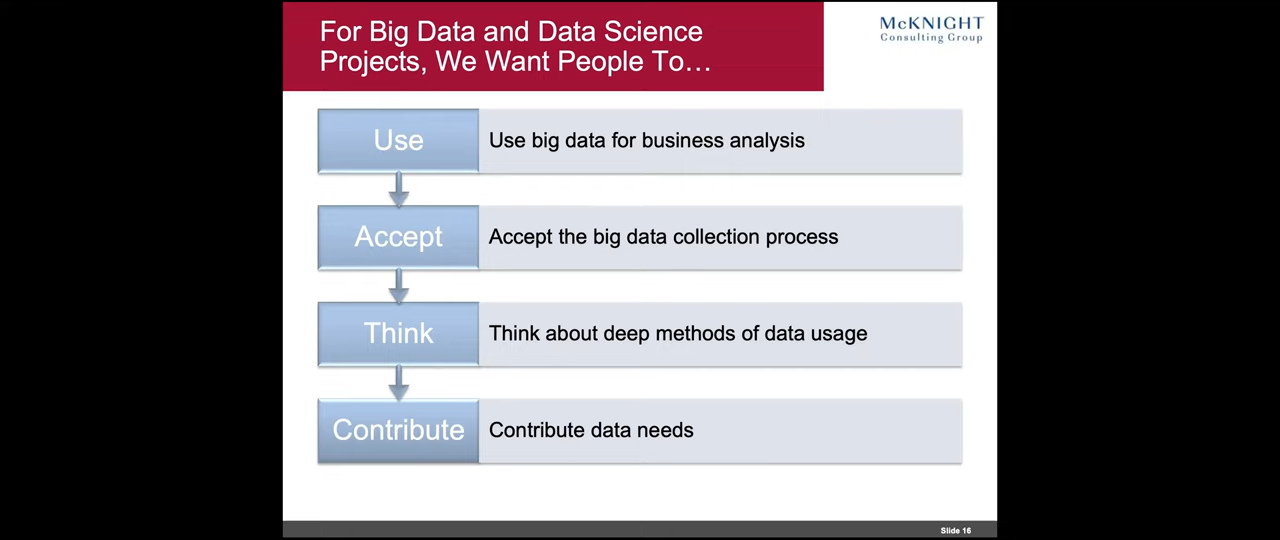 For Big Data and Data Science
Projects, We Want People To…
McKNIGHT
Consulting Group
Use
Use big data for business analysis
Accept
Accept the big data collection process
Think
Think about deep methods of data usage
Contribute
Contribute data needs
Slide 16